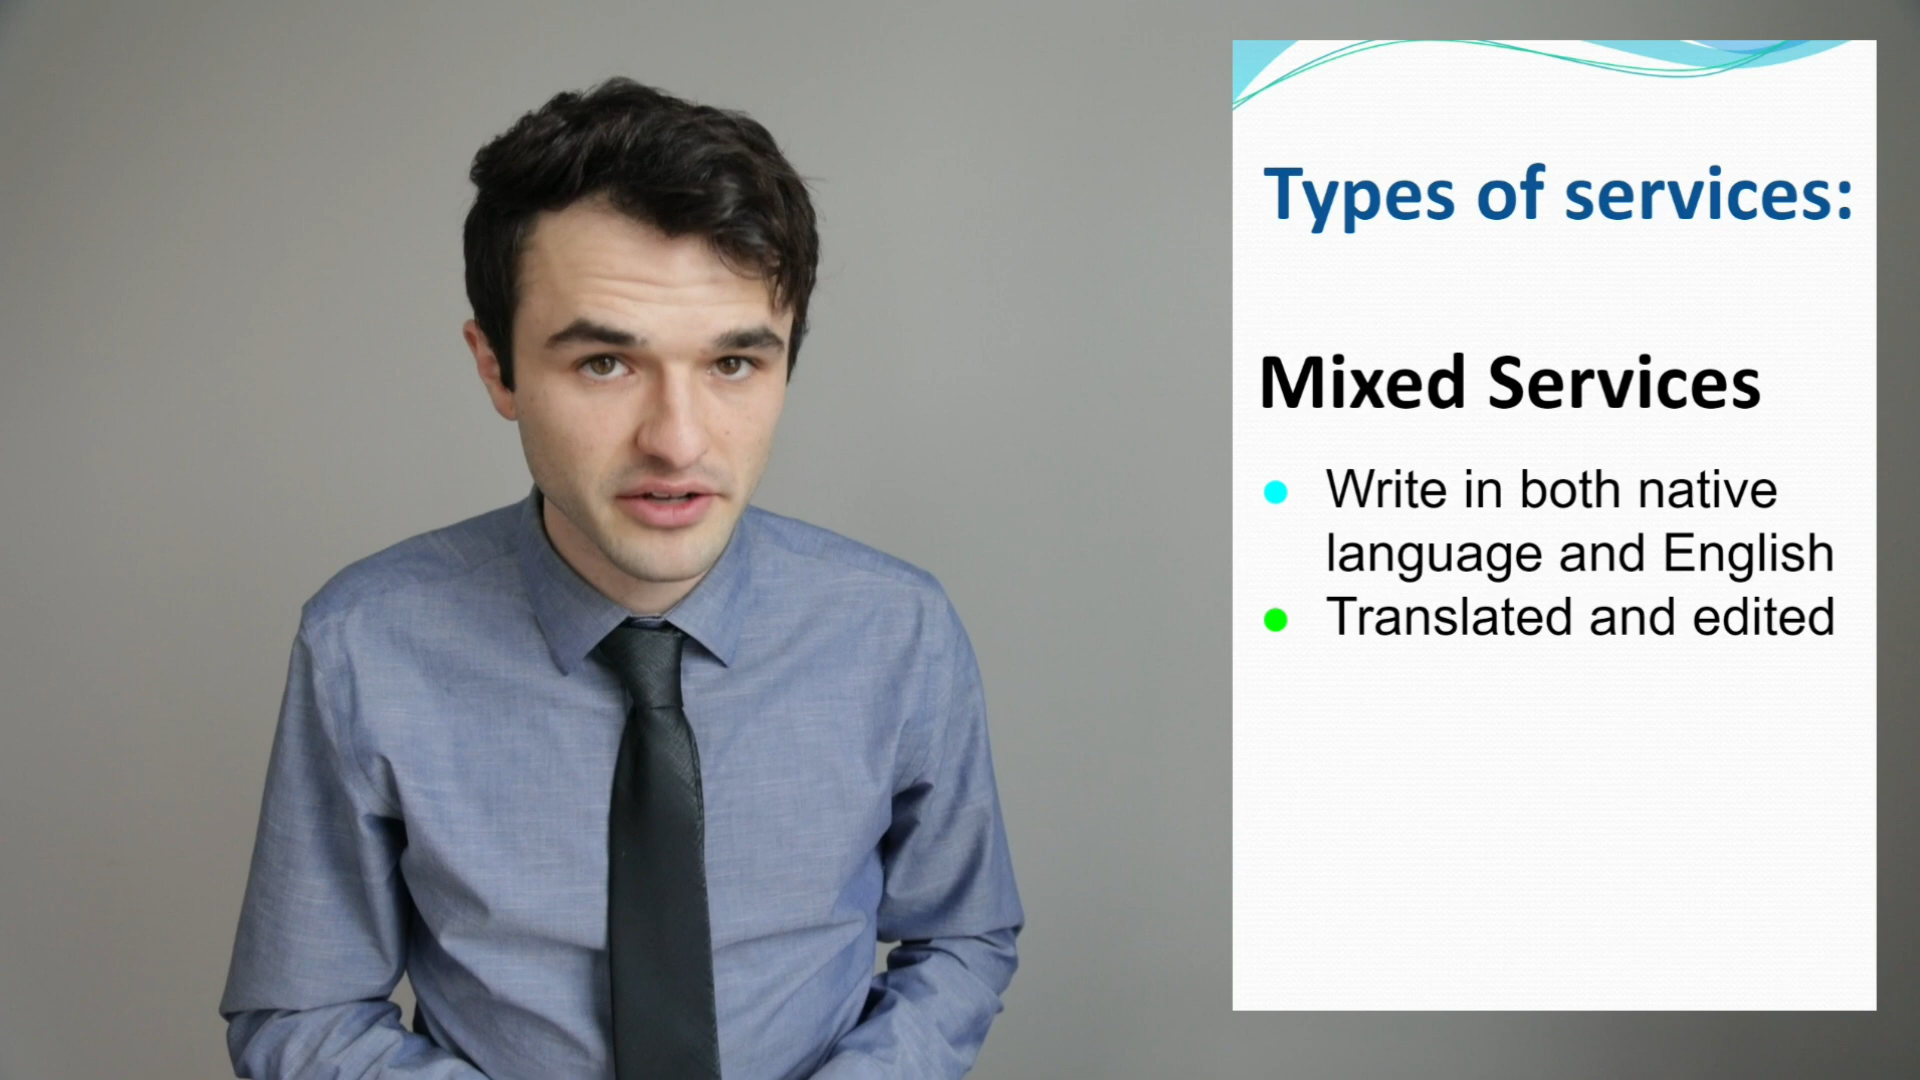 Types of services:
Mixed Services
Write in both native
language and English
Translated and edited